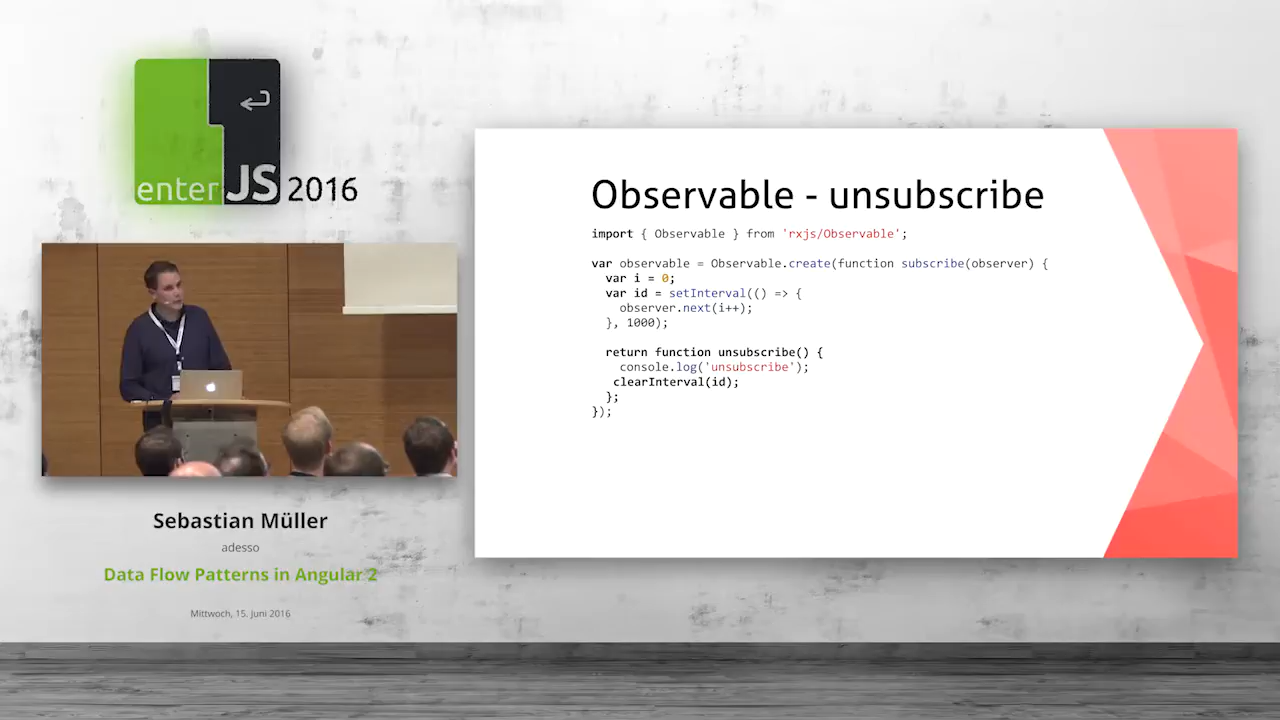 enterJS 2016
Sebastian Müller
adesso
Data Flow Patterns in Angular 2
Mittwoch, 15. Juni 2016
Observable - unsubscribe
import { Observable } from 'rxjs/Observable';
var observable = Observable.create(function subscribe(observer) {
var i = 0;
var id = setInterval(() => {
observer.next(i++);
}, 1000);
return function unsubscribe() {
console.log('unsubscribe');
clearInterval(id);
};
});